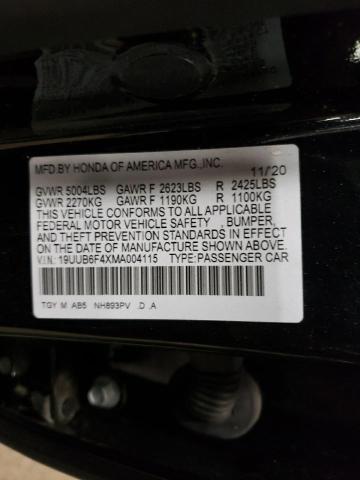 MFD BY HONDA OF AMERICA MFG.,INC. 11/20
GVWR 5004LBS GAWR F 2623LBS R 2425LBS
GVWR 2270KG GAWR F 1190KG R 1100KG
THIS VEHICLE CONFORMS TO ALL APPLICABLE
FEDERAL MOTOR VEHICLE SAFETY, BUMPER,
AND THEFT PREVENTION STANDARDS IN EFFECT
ON THE DATE OF MANUFACTURE SHOWN ABOVE.
V.I.N: 19UUB6F4XMA004115 TYPE:PASSENGER CAR
TGY M AB5 NH893PV .D .A